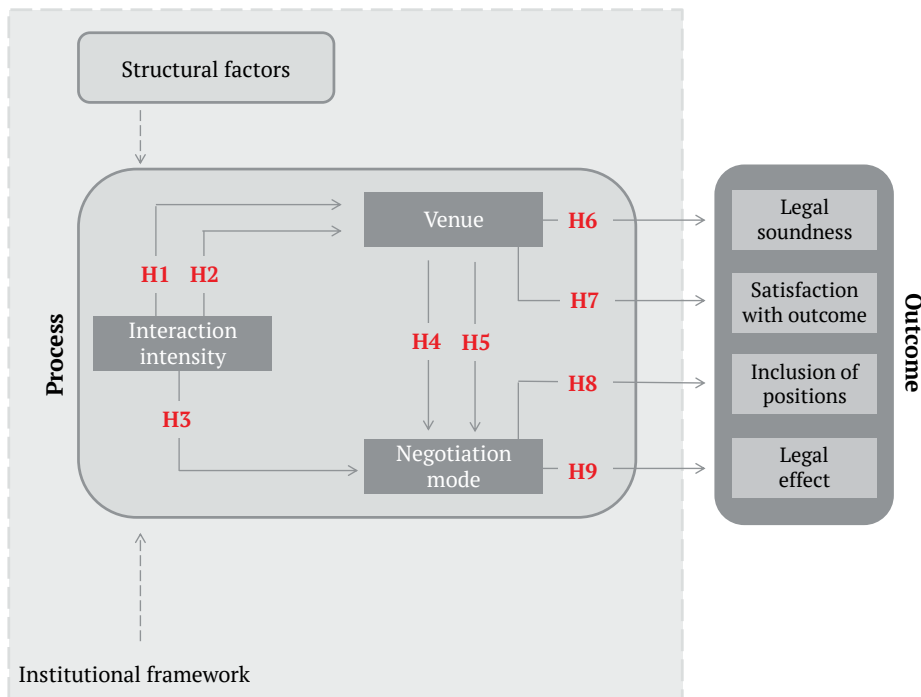 Structural factors
Process
Interaction
intensity
H1
H2
H3
Venue
H4
H5
Negotiation
mode
H6
H7
H8
H9
Legal
soundness
Satisfaction
with outcome
Inclusion of
positions
Legal
effect
Outcome
Institutional framework